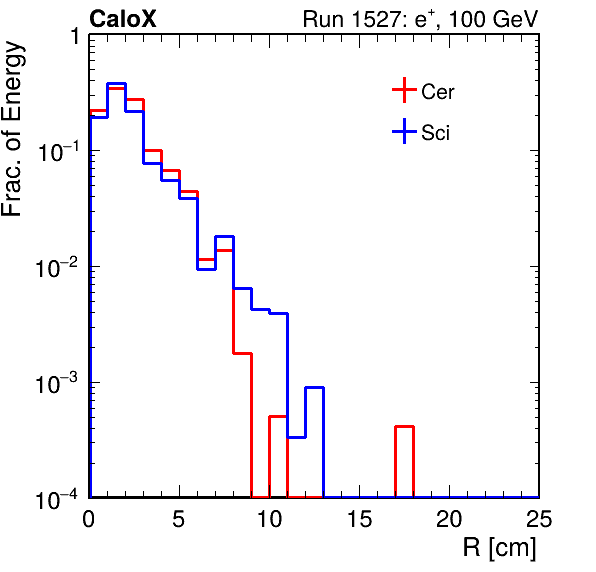 CaloX Run 1527: e⁺, 100 GeV
Frac. of Energy
1
10⁻¹
10⁻²
10⁻³
10⁻⁴
Cer
Sci
0 5 10 15 20 25
R [cm]